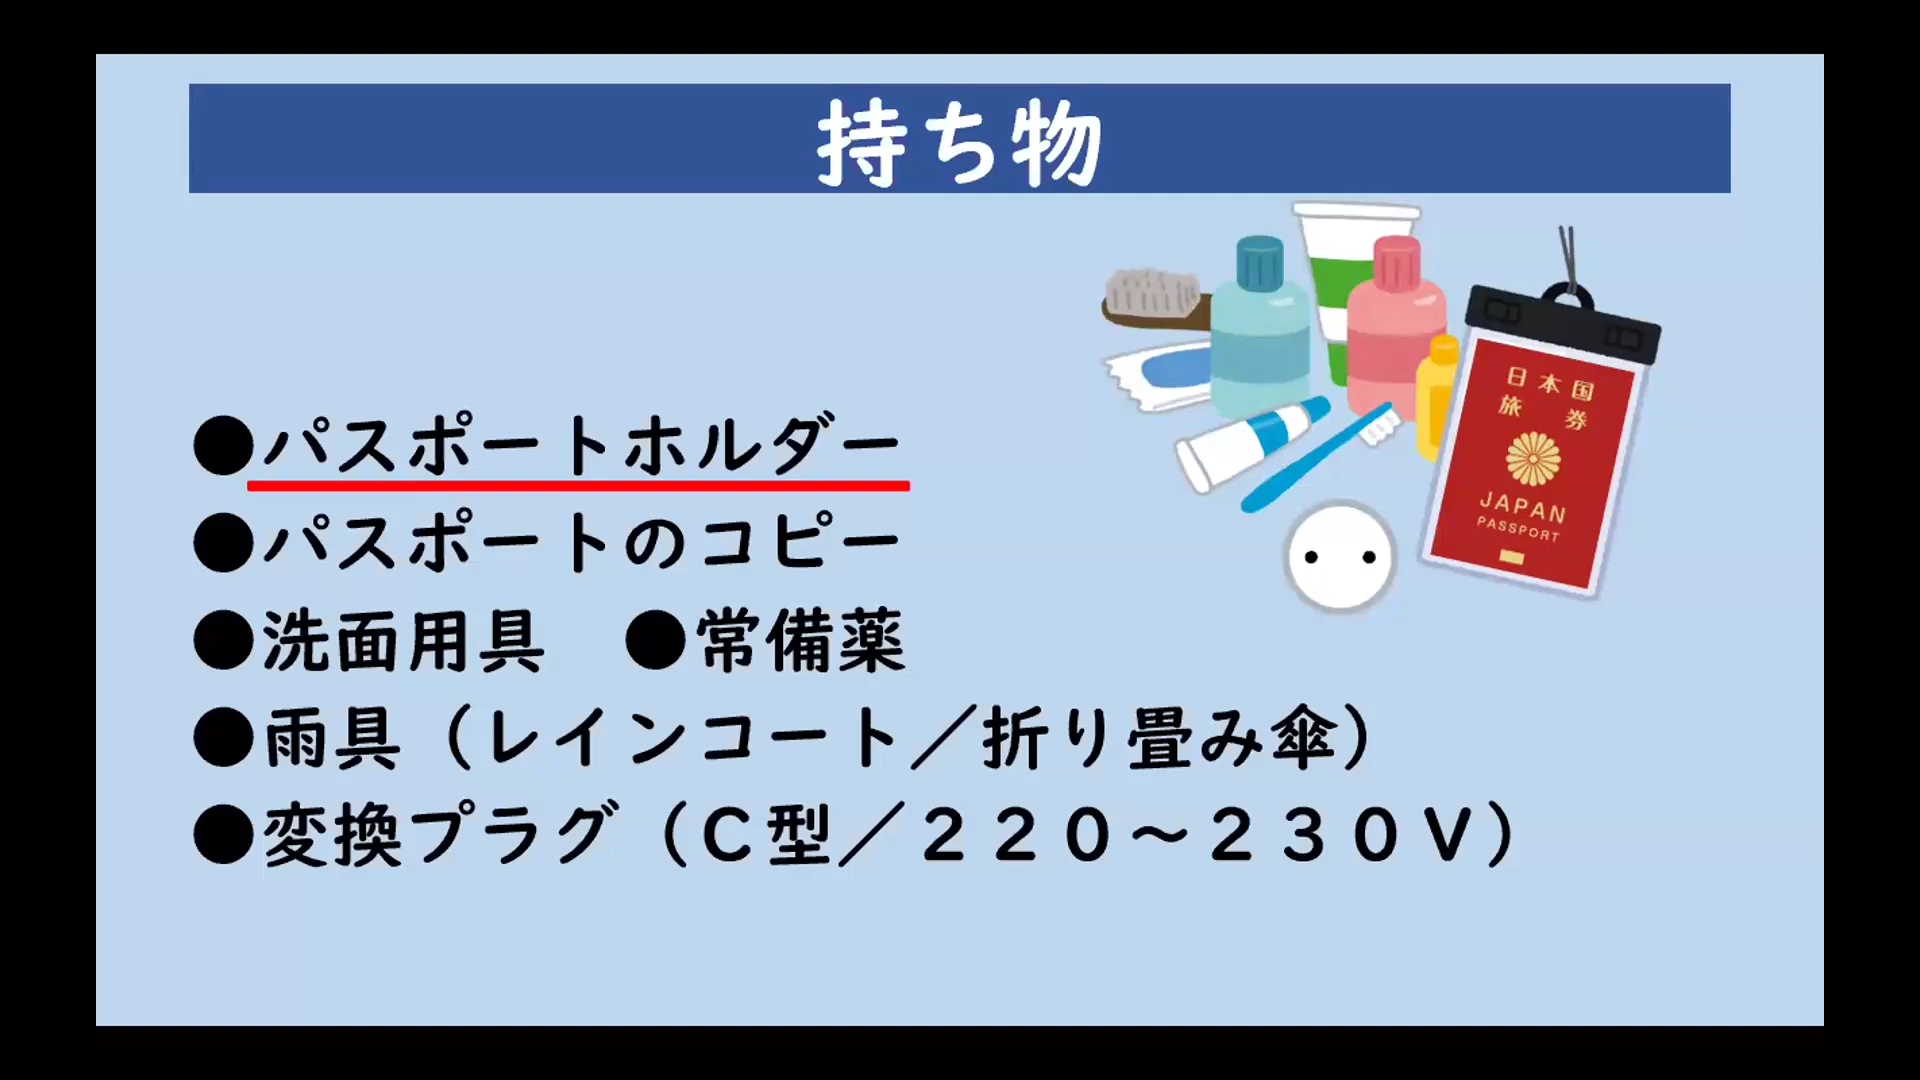 持ち物
日本国
旅券
JAPAN
PASSPORT
●パスポートホルダー
●パスポートのコピー
●洗面用具　●常備薬
●雨具（レインコート／折り畳み傘）
●変換プラグ（Ｃ型／２２０～２３０Ｖ）